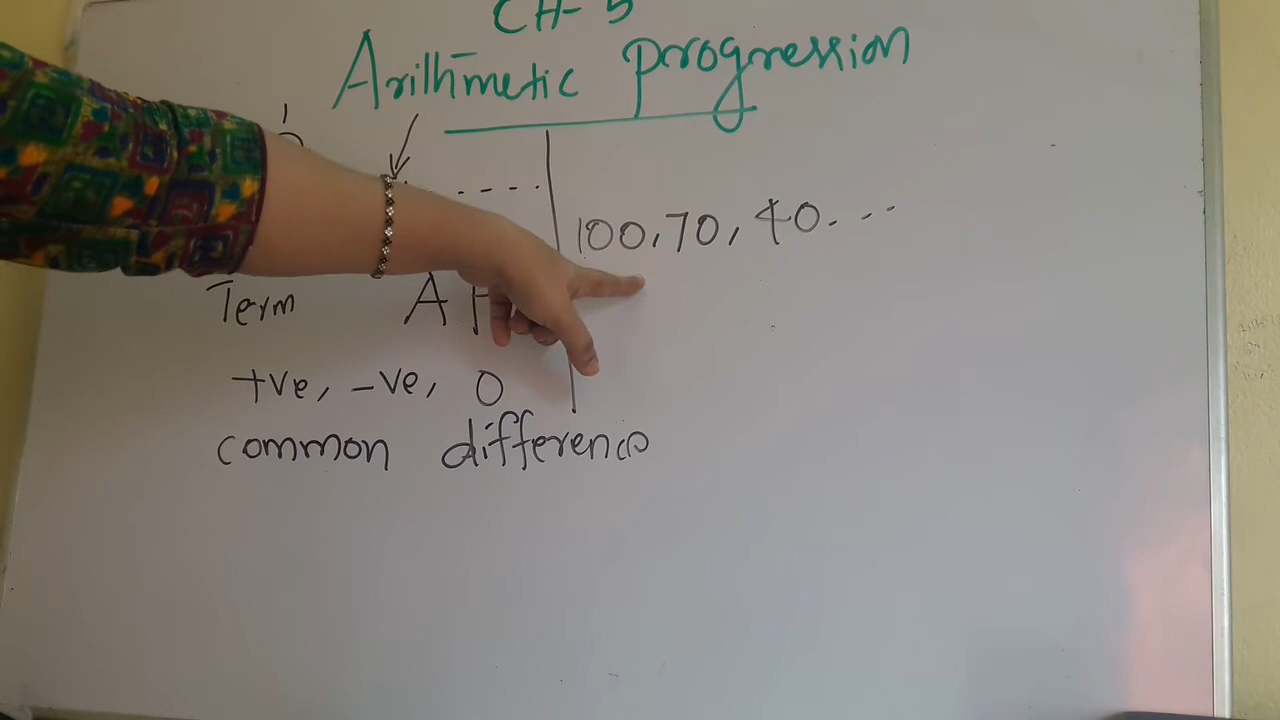 CH-5
Arithmetic progression
100, 70, 40. - -
Term A P
+ve, -ve, 0
common difference